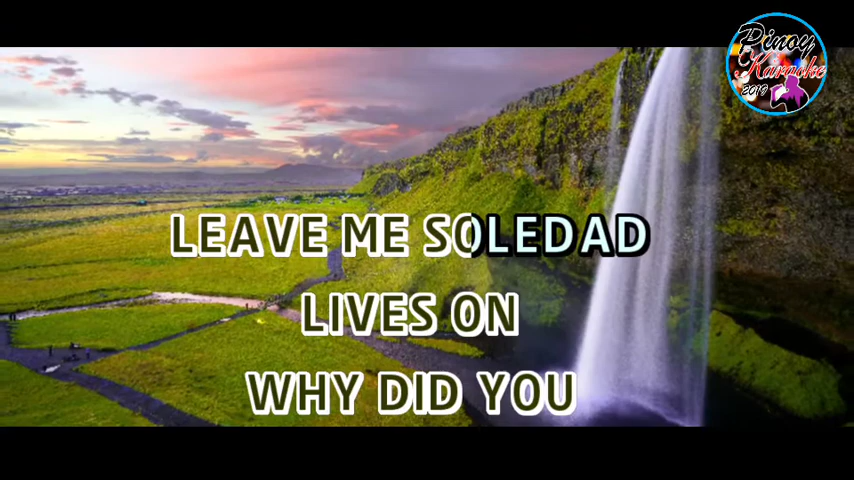 Pinoy
Karaoke
2019
LEAVE ME SOLEDAD
LIVES ON
WHY DID YOU